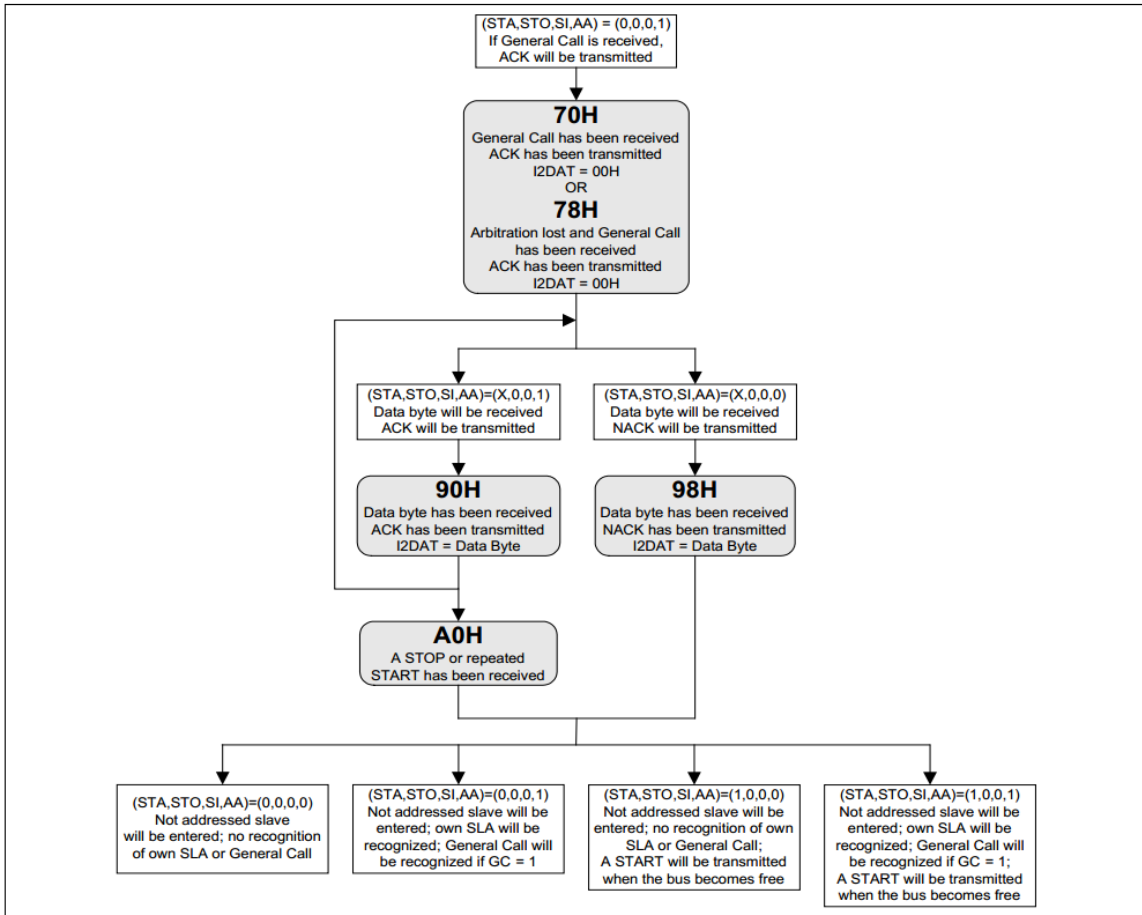 (STA,STO,SI,AA) = (0,0,0,1)
If General Call is received,
ACK will be transmitted
70H
General Call has been received
ACK has been transmitted
I2DAT = 00H
OR
78H
Arbitration lost and General Call
has been received
ACK has been transmitted
I2DAT = 00H
(STA,STO,SI,AA)=(X,0,0,1)
Data byte will be received
ACK will be transmitted
(STA,STO,SI,AA)=(X,0,0,0)
Data byte will be received
NACK will be transmitted
90H
Data byte has been received
ACK has been transmitted
I2DAT = Data Byte
98H
Data byte has been received
NACK has been transmitted
I2DAT = Data Byte
A0H
A STOP or repeated
START has been received
(STA,STO,SI,AA)=(0,0,0,0)
Not addressed slave
will be entered; no recognition
of own SLA or General Call
(STA,STO,SI,AA)=(0,0,0,1)
Not addressed slave will be
entered; own SLA will be
recognized; General Call will
be recognized if GC = 1
(STA,STO,SI,AA)=(1,0,0,0)
Not addressed slave will be
entered; no recognition of own
SLA or General Call;
A START will be transmitted
when the bus becomes free
(STA,STO,SI,AA)=(1,0,0,1)
Not addressed slave will be
entered; own SLA will be
recognized; General Call will
be recognized if GC = 1;
A START will be transmitted
when the bus becomes free